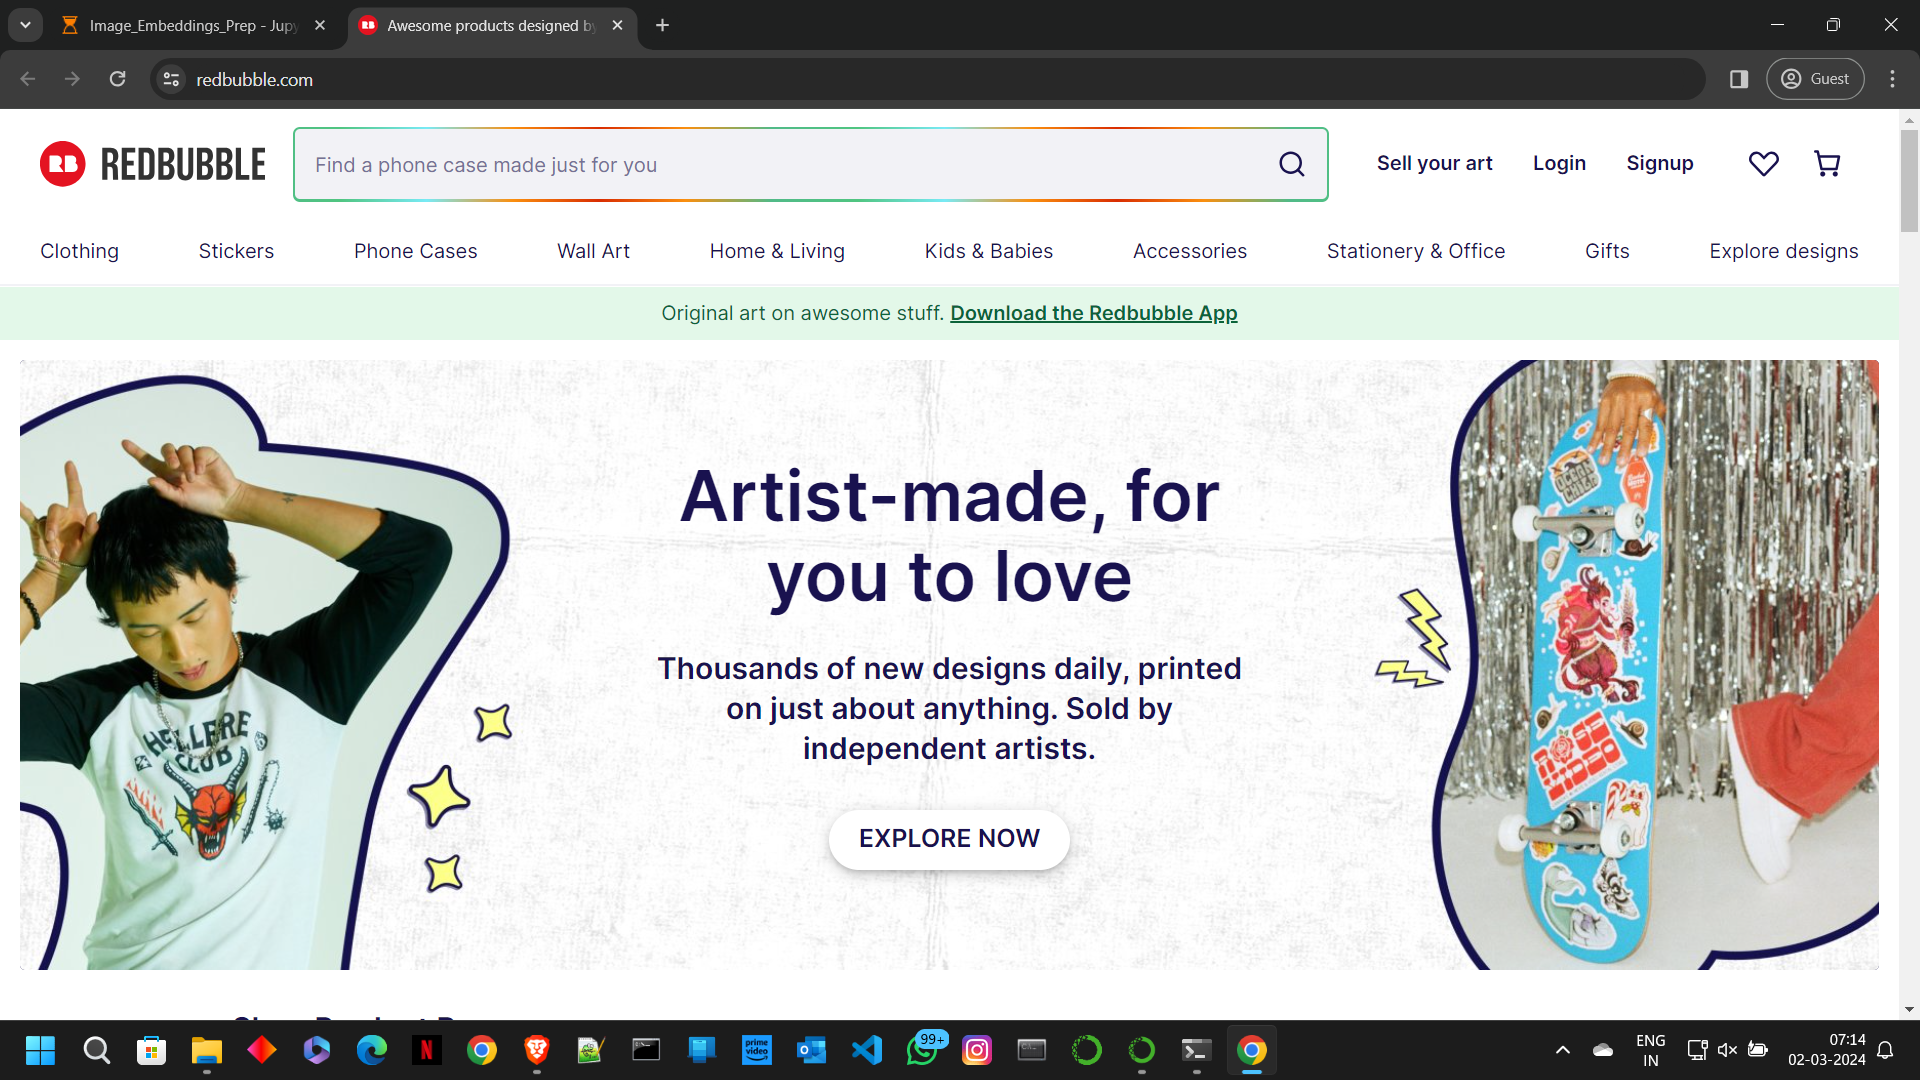 Image_Embeddings_Prep - Jupy
Awesome products designed by
redbubble.com
Guest
RB REDBUBBLE
Find a phone case made just for you
Sell your art
Login
Signup
Clothing
Stickers
Phone Cases
Wall Art
Home & Living
Kids & Babies
Accessories
Stationery & Office
Gifts
Explore designs
Original art on awesome stuff. Download the Redbubble App
Artist-made, for
you to love
Thousands of new designs daily, printed
on just about anything. Sold by
independent artists.
EXPLORE NOW
HELLFIRE
CLUB
prime
video
99+
ENG
IN
07:14
02-03-2024